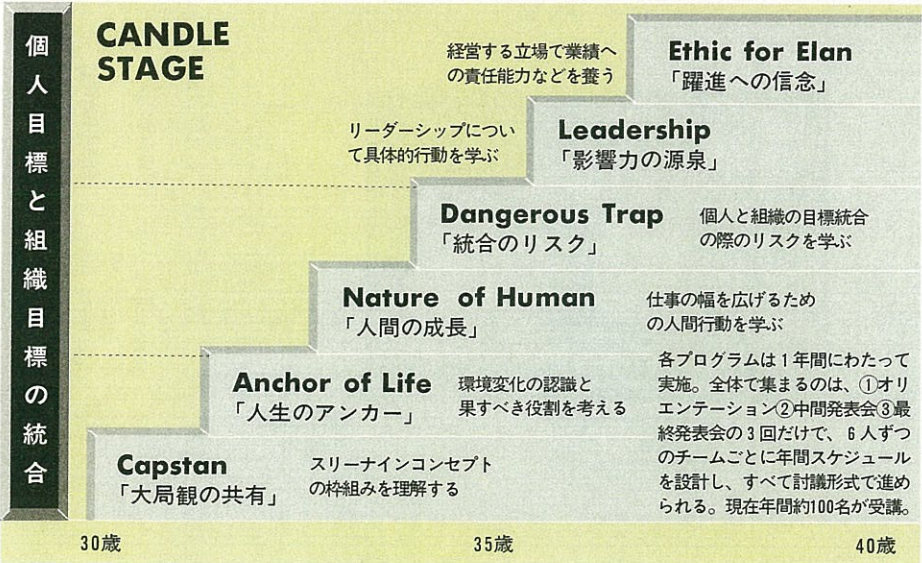 個人目標と組織目標の統合
CANDLE
STAGE
経営する立場で業績へ
の責任能力などを養う
Ethic for Elan
「躍進への信念」
リーダーシップについ
て具体的行動を学ぶ
Leadership
「影響力の源泉」
Dangerous Trap
「統合のリスク」
個人と組織の目標統合
の際のリスクを学ぶ
Nature of Human
「人間の成長」
仕事の幅を広げるため
の人間行動を学ぶ
Anchor of Life
「人生のアンカー」
環境変化の認識と
果すべき役割を考える
Capstan
「大局観の共有」
スリーナインコンセプト
の枠組みを理解する
各プログラムは1年間にわたって
実施。全体で集まるのは、①オリ
エンテーション②中間発表会③最
終発表会の3回だけで、6人ずつ
のチームごとに年間スケジュール
を設計し、すべて討議形式で進め
られる。現在年間約100名が受講。
30歳
35歳
40歳